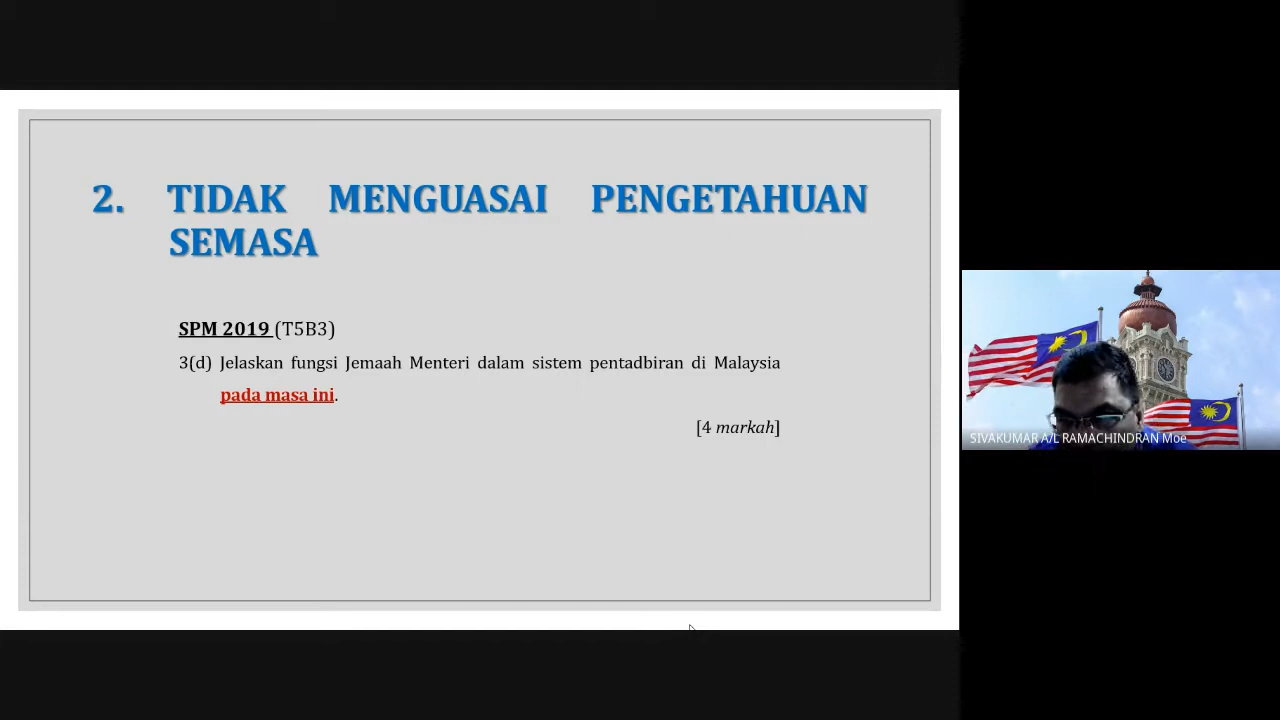 2. TIDAK MENGUASAI PENGETAHUAN
SEMASA
SPM 2019 (T5B3)
3(d) Jelaskan fungsi Jemaah Menteri dalam sistem pentadbiran di Malaysia
pada masa ini.
[4 markah]
SIVAKUMAR A/L RAMACHINDRAN Moe